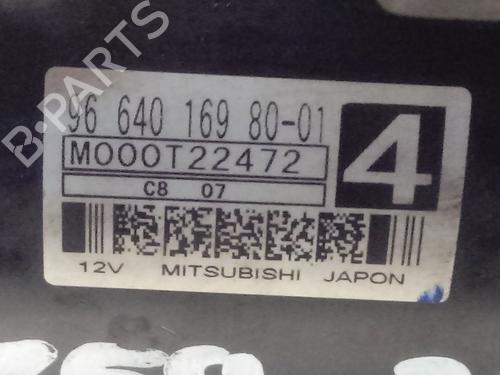 B-PARTS
96 640 169 80-01
4
M000T22472
C8 07
12V MITSUBISHI JAPON